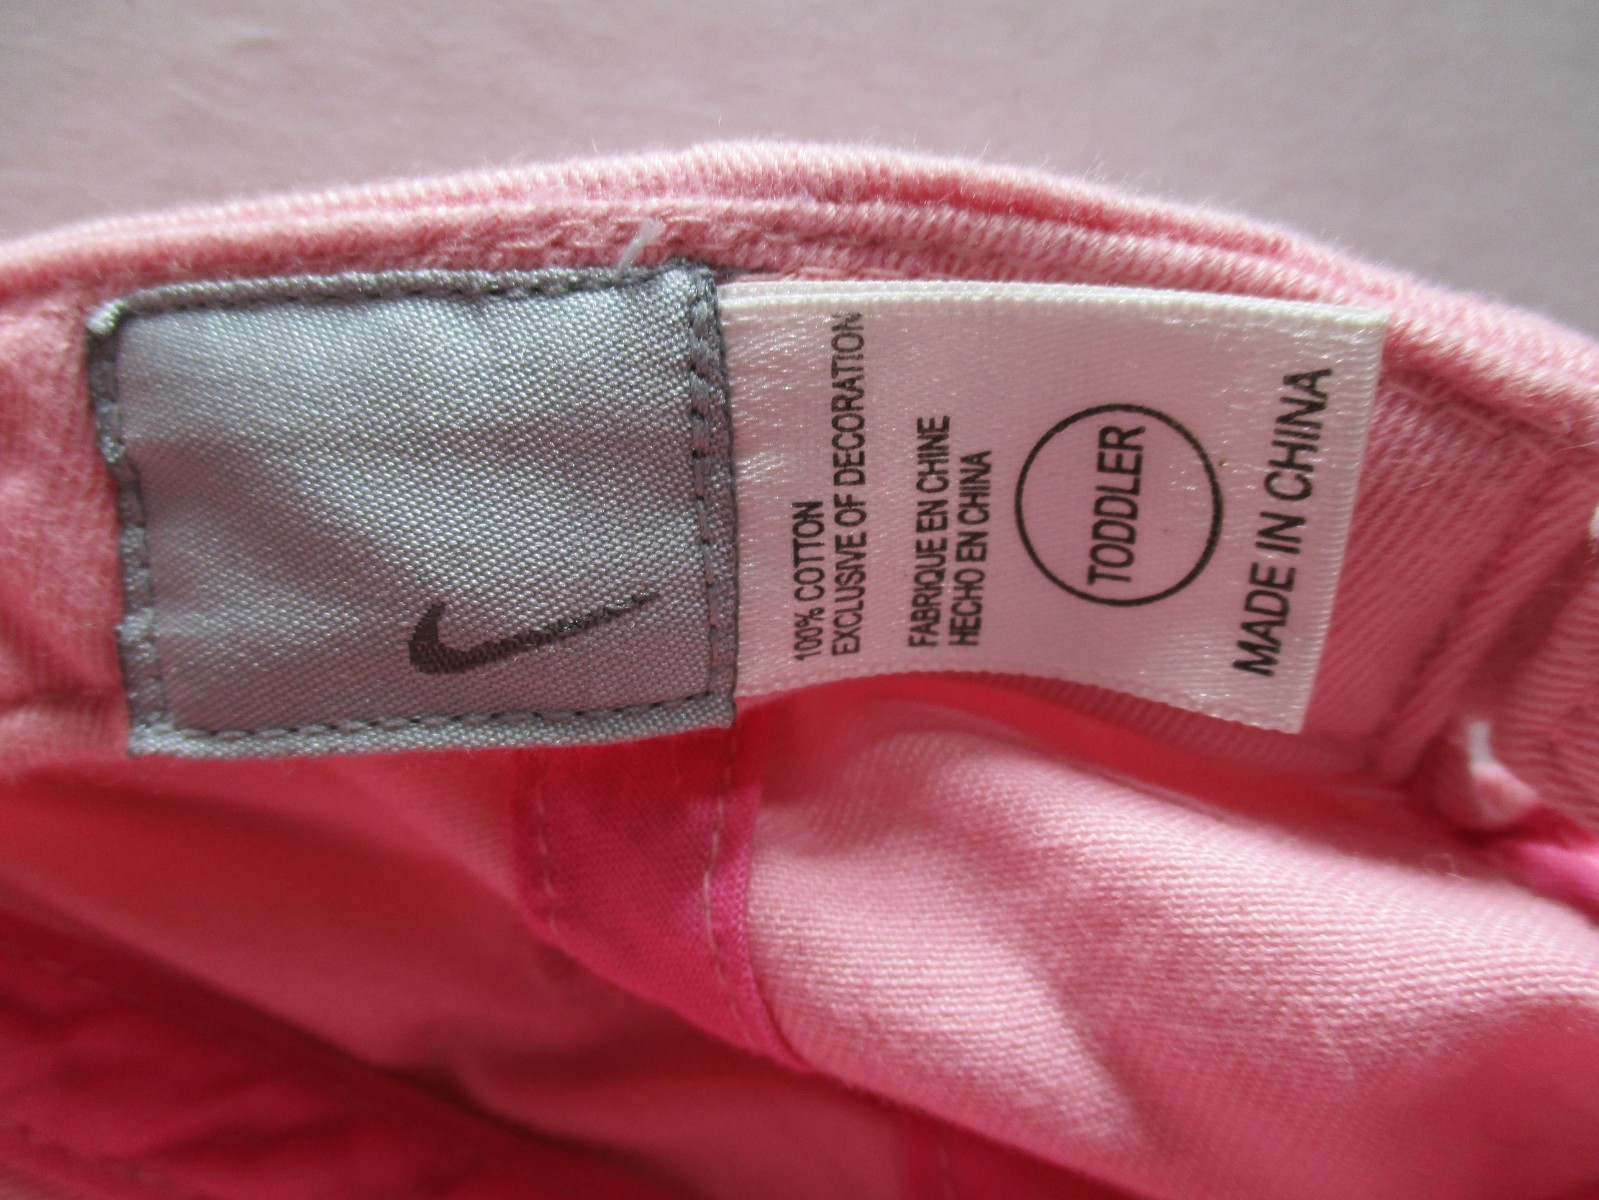 100% COTTON
EXCLUSIVE OF DECORATION
FABRIQUE EN CHINE
HECHO EN CHINA
TODDLER
MADE IN CHINA